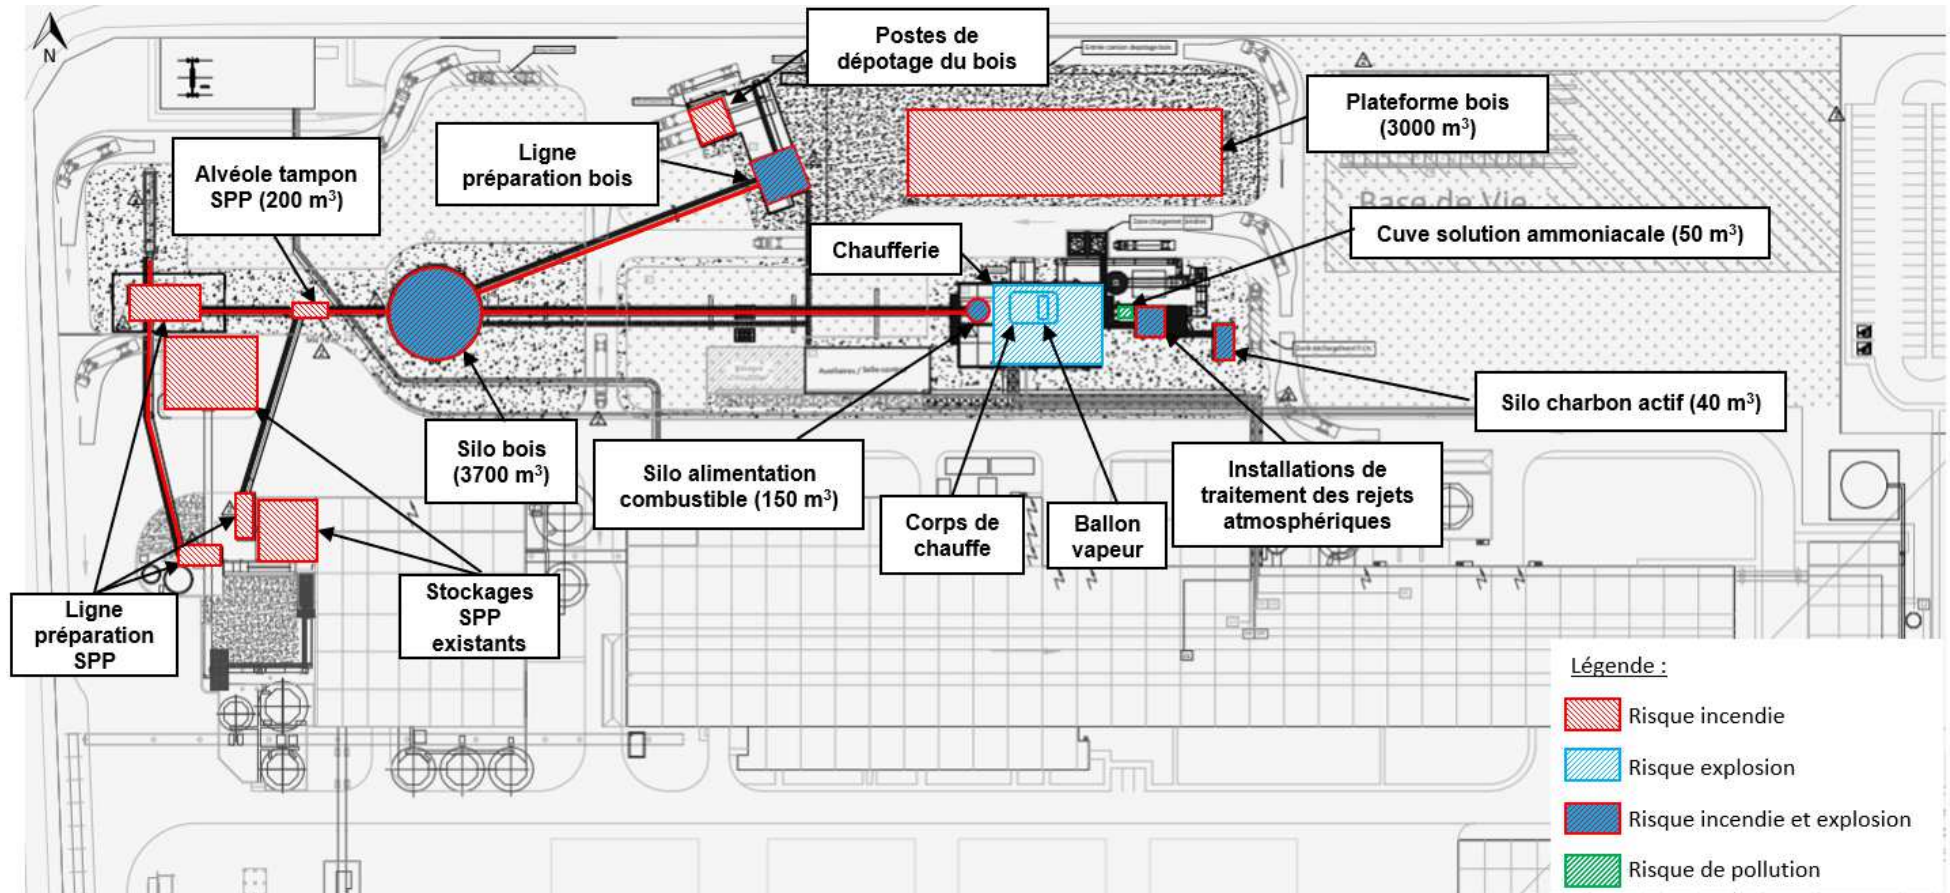 N
Postes de
dépotage du bois
Plateforme bois
(3000 m³)
Ligne
préparation bois
Alvéole tampon
SPP (200 m³)
Base de Vie
Cuve solution ammoniacale (50 m³)
Chaufferie
Auxiliaires / Salle contrôle
Silo charbon actif (40 m³)
Silo bois
(3700 m³)
Silo alimentation
combustible (150 m³)
Installations de
traitement des rejets
atmosphériques
Corps de
chauffe
Ballon
vapeur
Stockages
SPP
existants
Ligne
préparation
SPP
Légende :
Risque incendie
Risque explosion
Risque incendie et explosion
Risque de pollution